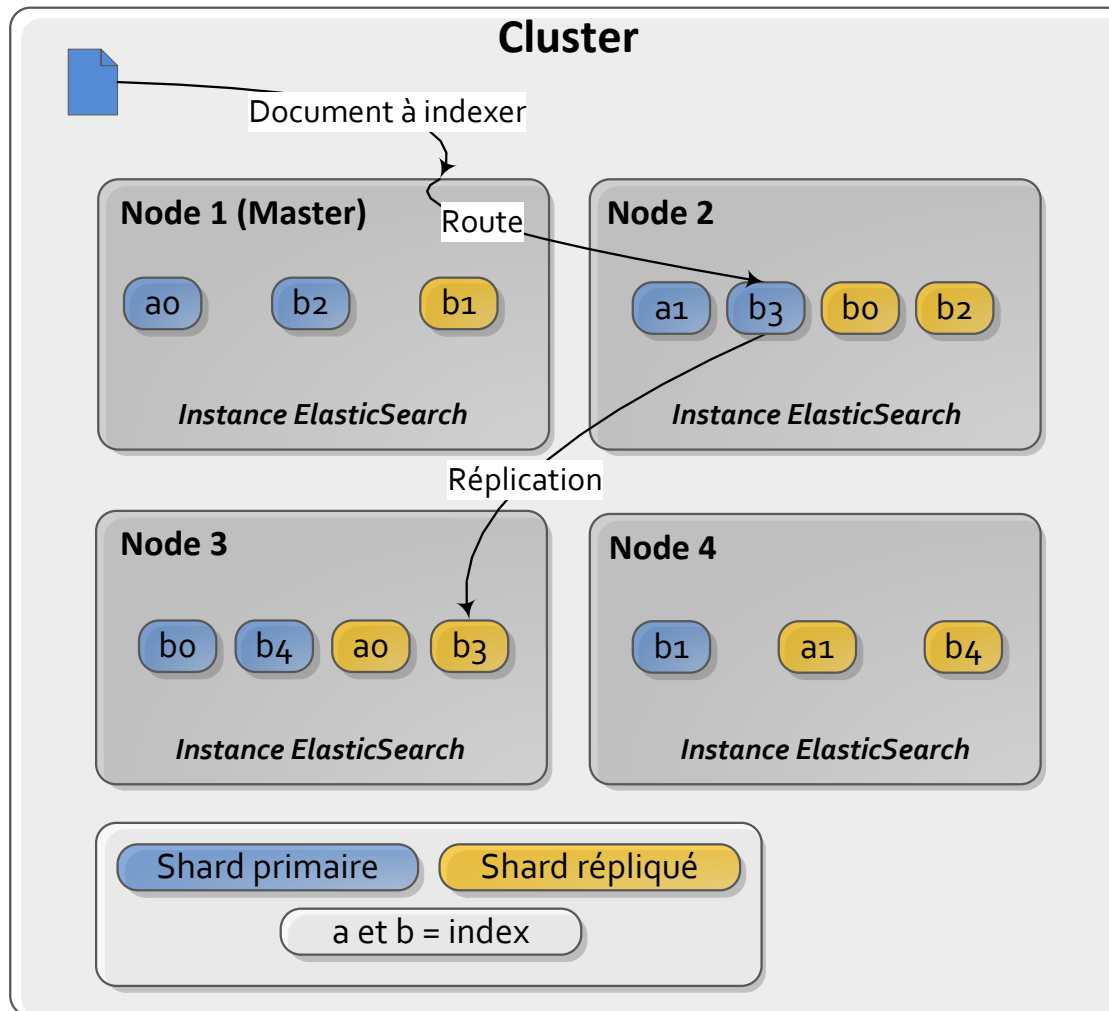 Cluster
Document à indexer
Node 1 (Master)
Route
a0
b2
b1
Instance ElasticSearch
Node 2
a1
b3
b0
b2
Instance ElasticSearch
Réplication
Node 3
b0
b4
a0
b3
Instance ElasticSearch
Node 4
b1
a1
b4
Instance ElasticSearch
Shard primaire
Shard répliqué
a et b = index